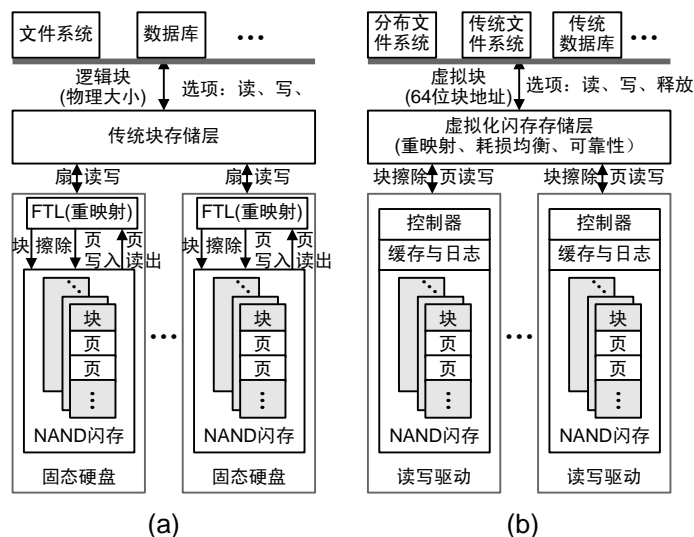 文件系统
数据库
...
逻辑块
(物理大小)
选项：读、写、
传统块存储层
扇 读写
扇 读写
FTL(重映射)
FTL(重映射)
块 擦除 页写入 页读出
块 擦除 页写入 页读出
块
页
页
NAND闪存
固态硬盘
...
块
页
页
NAND闪存
固态硬盘
(a)
分布文件系统
传统文件系统
传统数据库
...
虚拟块
(64位块地址)
选项：读、写、释放
虚拟化闪存存储层
(重映射、耗损均衡、可靠性）
块擦除 页读写
块擦除 页读写
控制器
缓存与日志
块
页
页
NAND闪存
读写驱动
...
控制器
缓存与日志
块
页
页
NAND闪存
读写驱动
(b)